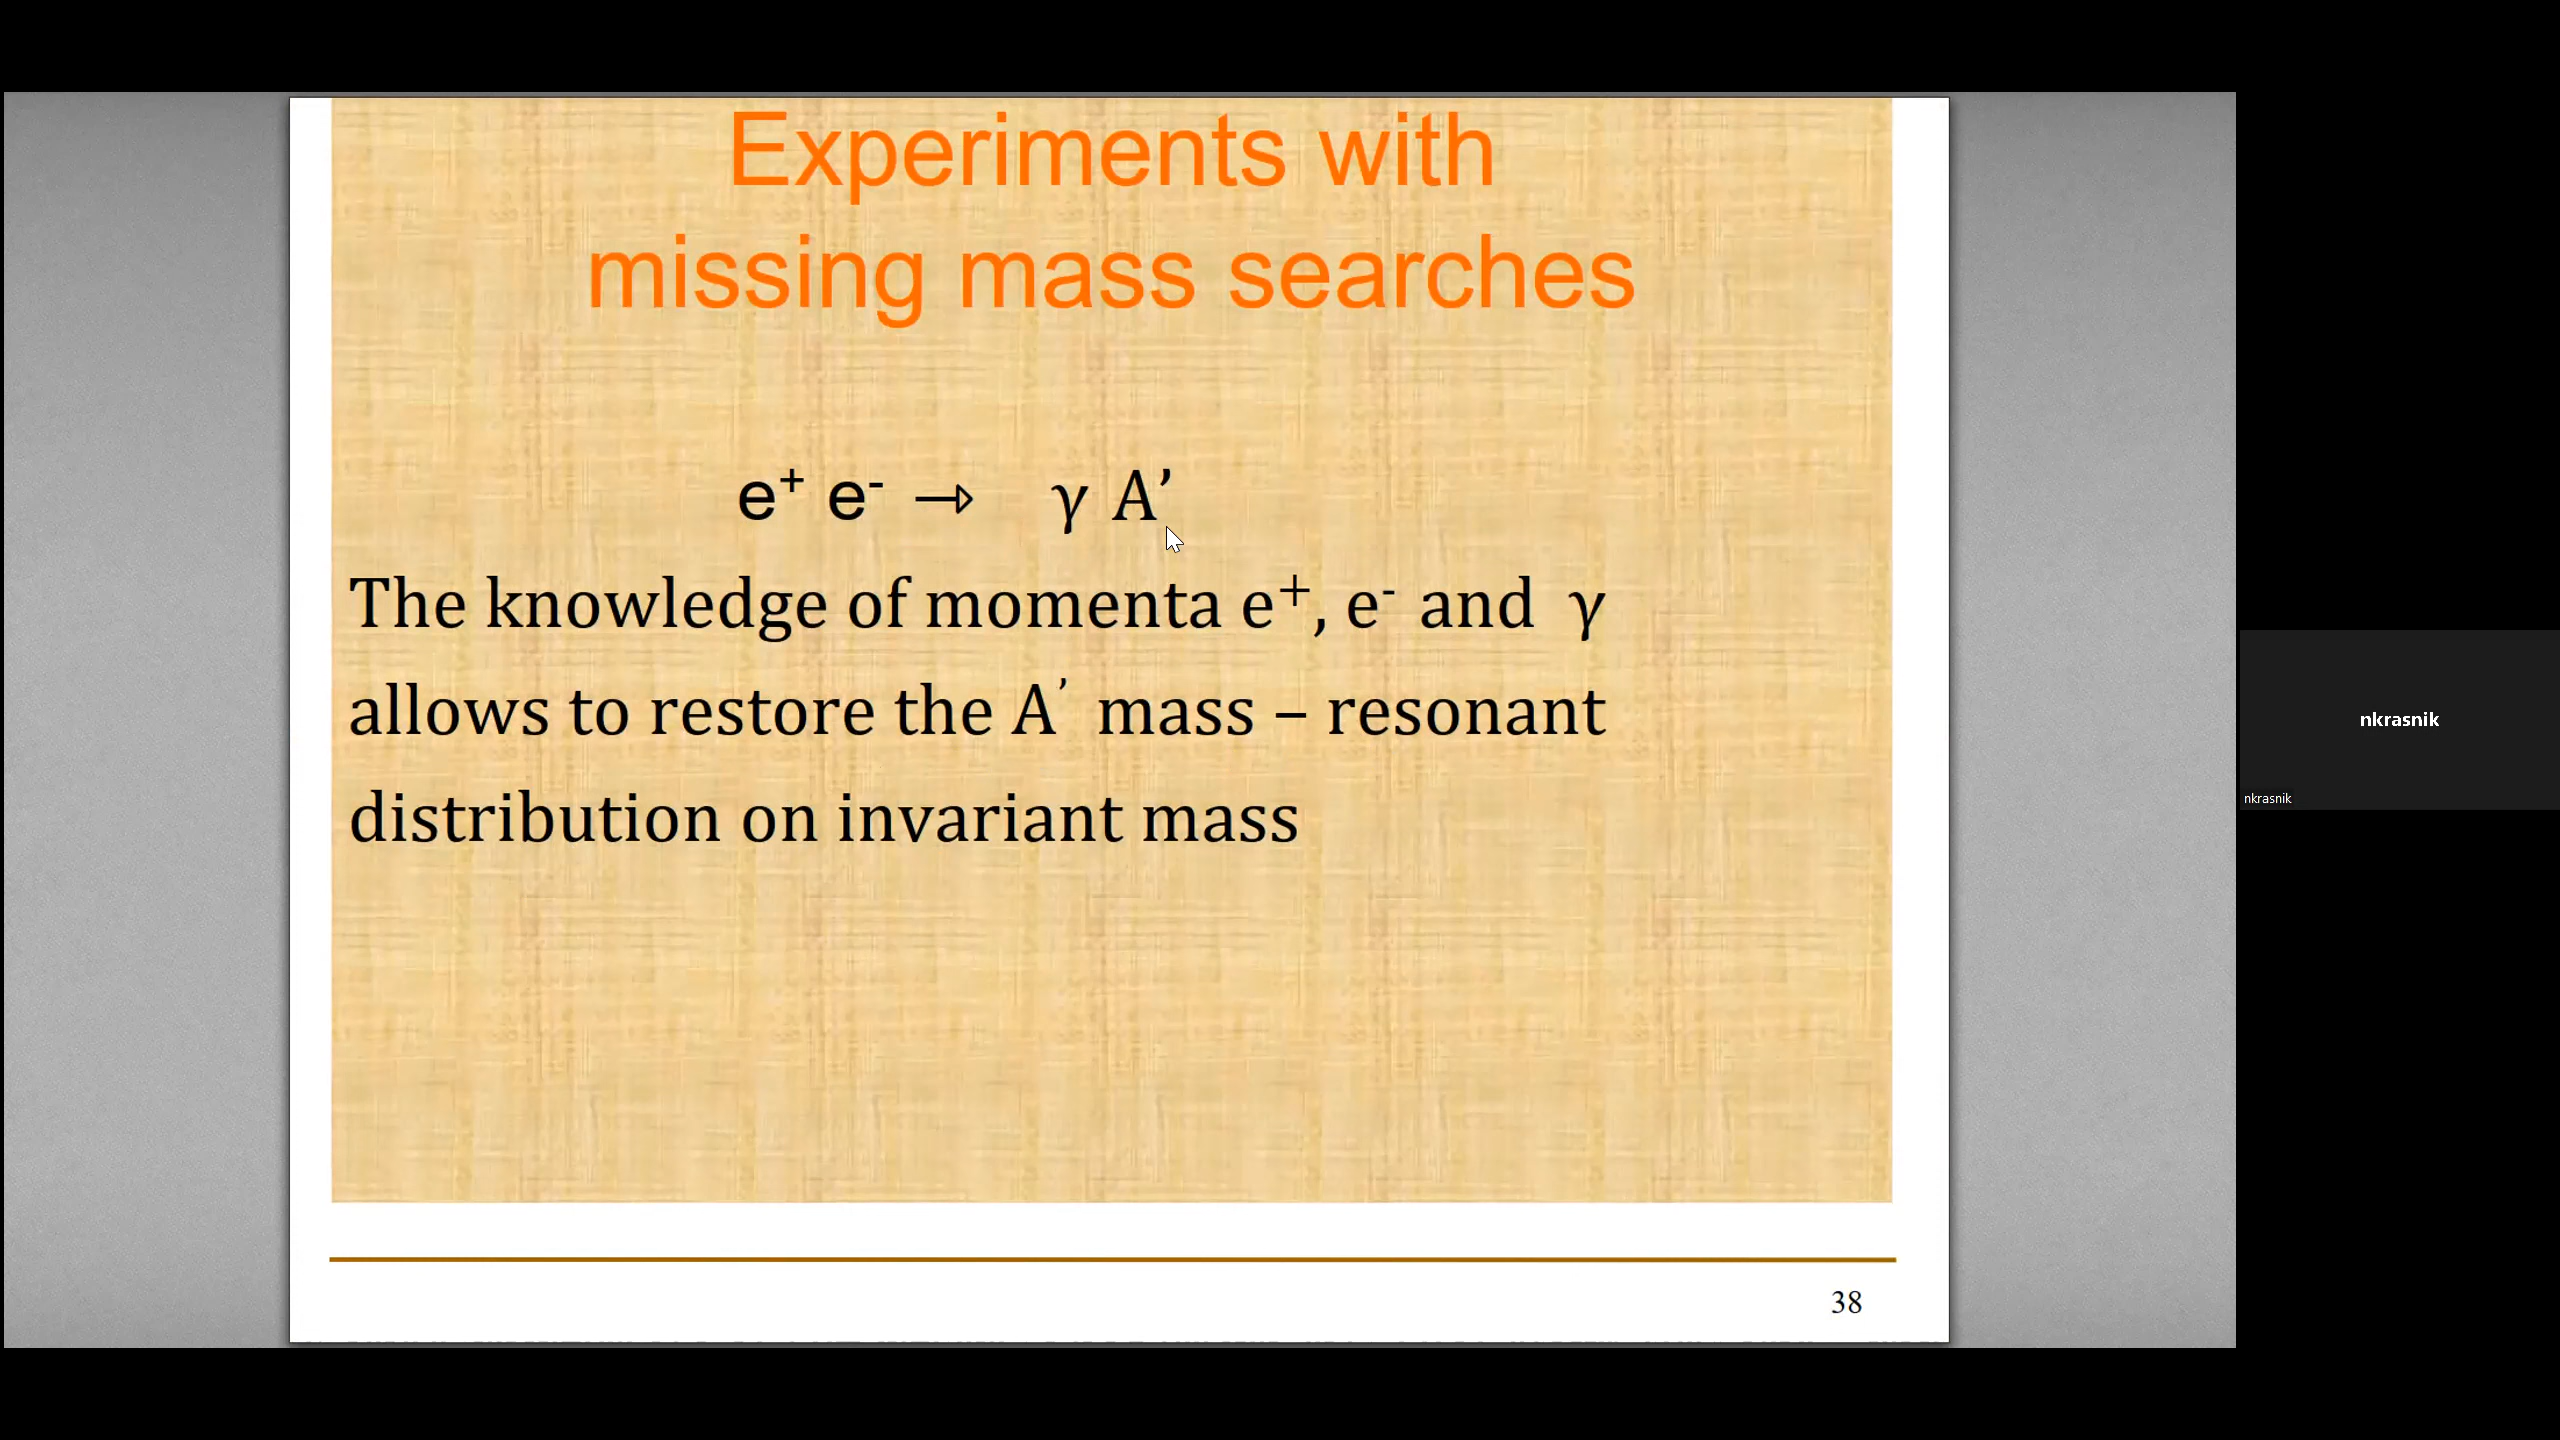 Experiments with
missing mass searches
e⁺ e⁻ → γ A’
The knowledge of momenta e⁺, e⁻ and γ
allows to restore the A’ mass – resonant
distribution on invariant mass
38
nkrasnik
nkrasnik